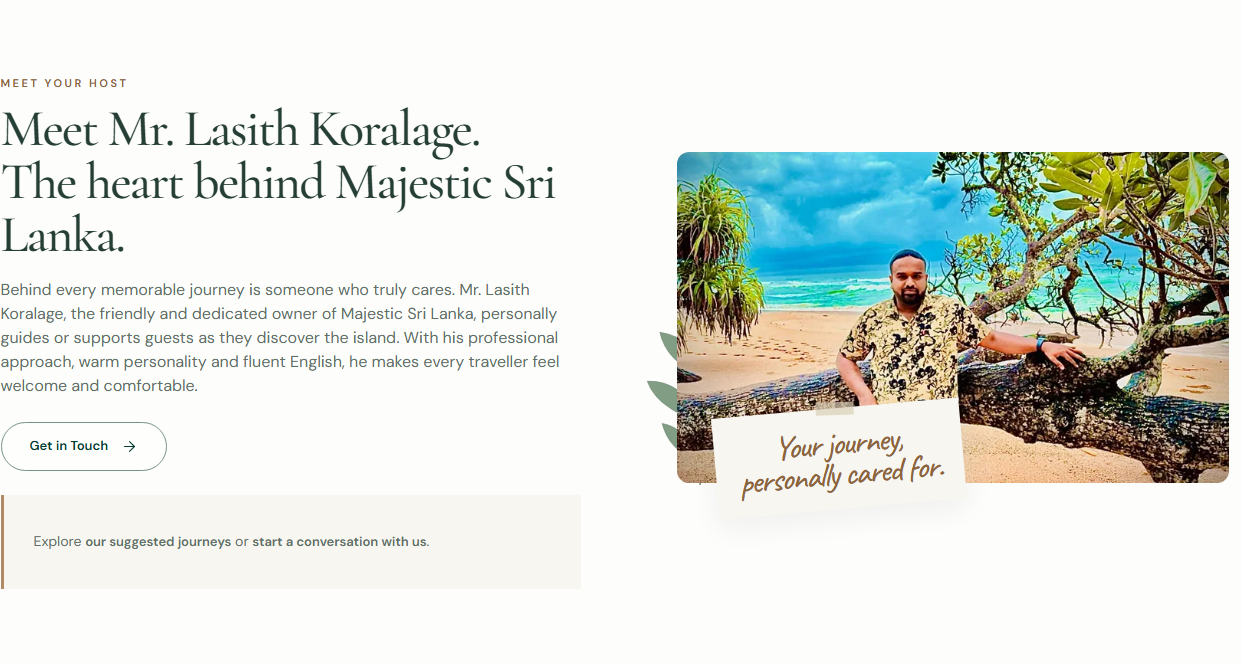 MEET YOUR HOST
Meet Mr. Lasith Koralage.
The heart behind Majestic Sri
Lanka.
Behind every memorable journey is someone who truly cares. Mr. Lasith
Koralage, the friendly and dedicated owner of Majestic Sri Lanka, personally
guides or supports guests as they discover the island. With his professional
approach, warm personality and fluent English, he makes every traveller feel
welcome and comfortable.
Get in Touch →
Explore our suggested journeys or start a conversation with us.
Your journey,
personally cared for.